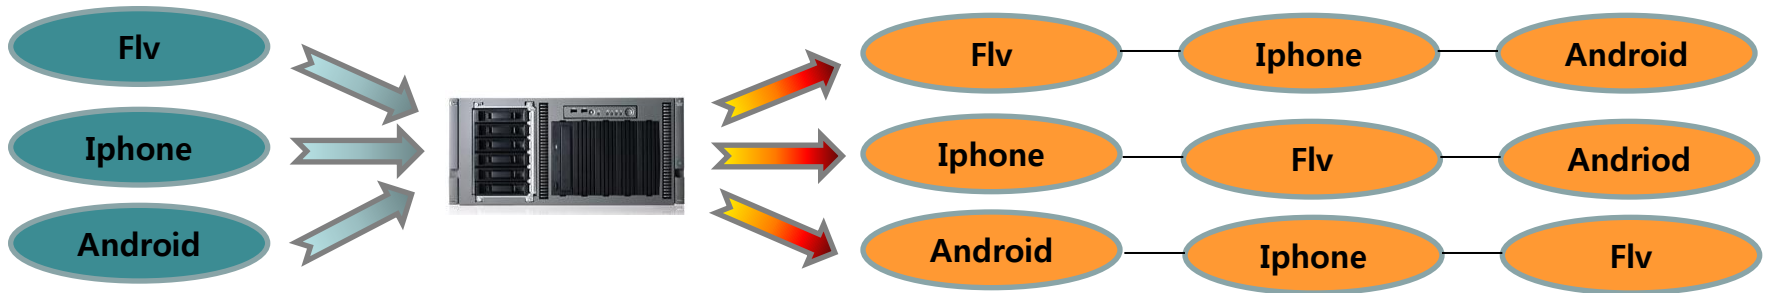 Flv
Iphone
Android
Flv Iphone Android
Iphone Flv Andriod
Android Iphone Flv